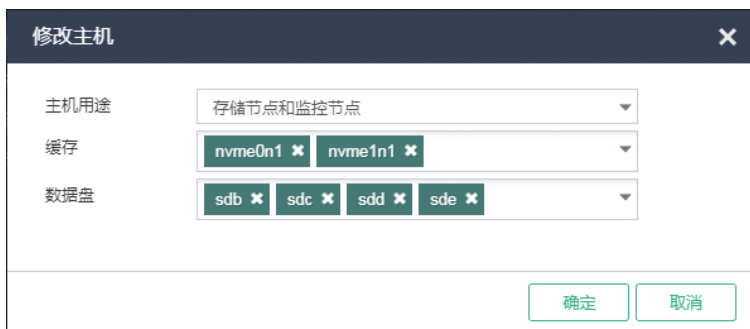 修改主机
主机用途 存储节点和监控节点
缓存 nvme0n1 nvme1n1
数据盘 sdb sdc sdd sde
确定 取消